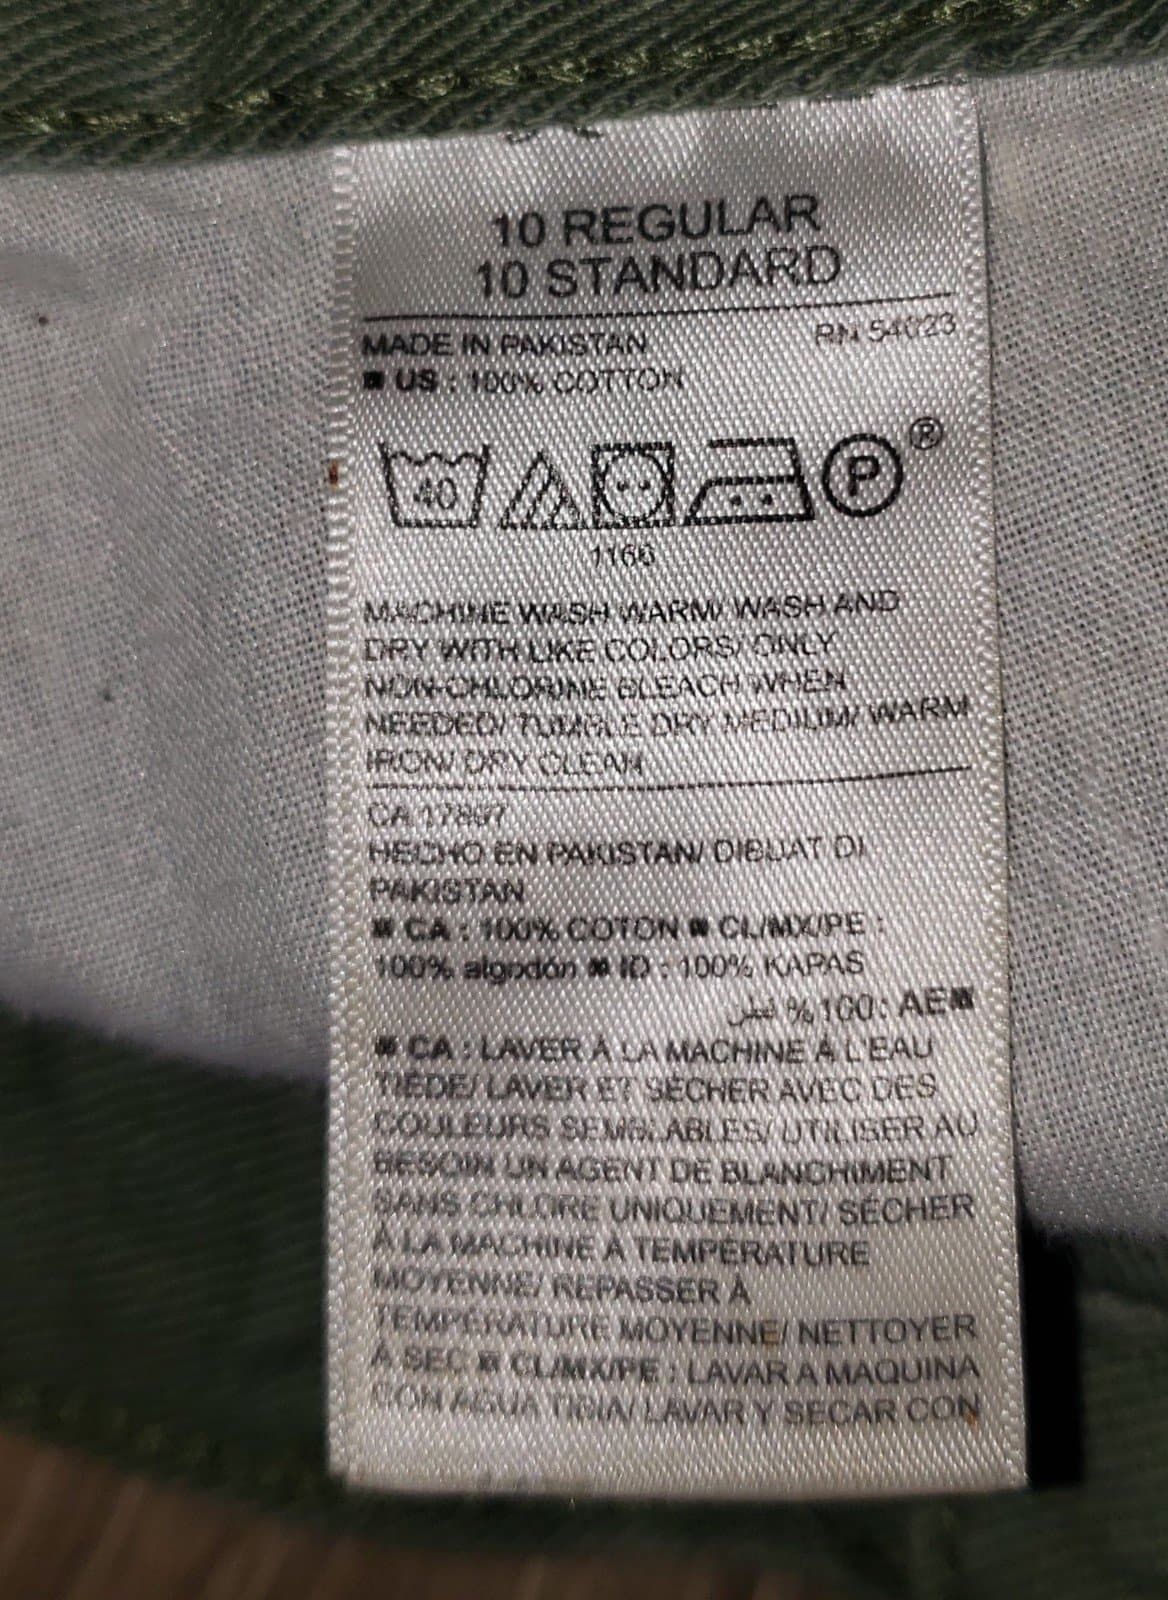 10 REGULAR
10 STANDARD
MADE IN PAKISTAN RN 54023
■ US : 100% COTTON
40 P ®
1166
MACHINE WASH WARM/ WASH AND
DRY WITH LIKE COLORS/ ONLY
NON-CHLORINE BLEACH WHEN
NEEDED/ TUMBLE DRY MEDIUM/ WARM
IRON/ DRY CLEAN
CA 17897
HECHO EN PAKISTAN/ DIBUAT DI
PAKISTAN
■ CA : 100% COTON ■ CL/MX/PE :
100% algodón ■ ID : 100% KAPAS
■AE :100 %
■ CA : LAVER À LA MACHINE À L'EAU
TIÈDE/ LAVER ET SÉCHER AVEC DES
COULEURS SEMBLABLES/ UTILISER AU
BESOIN UN AGENT DE BLANCHIMENT
SANS CHLORE UNIQUEMENT/ SÉCHER
À LA MACHINE À TEMPÉRATURE
MOYENNE/ REPASSER À
TEMPÉRATURE MOYENNE/ NETTOYER
À SEC ■ CL/MX/PE : LAVAR A MAQUINA
CON AGUA TIBIA/ LAVAR Y SECAR CON